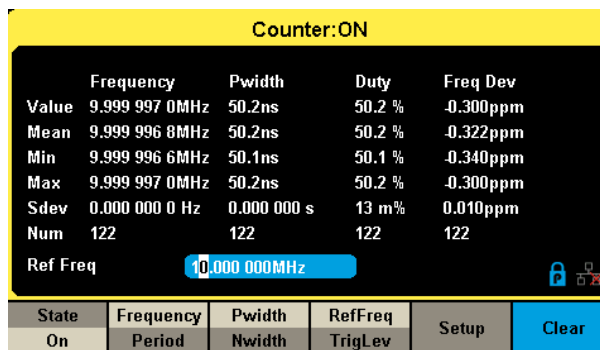 Counter:ON
Frequency Pwidth Duty Freq Dev
Value 9.999 997 0MHz 50.2ns 50.2 % -0.300ppm
Mean 9.999 996 8MHz 50.2ns 50.2 % -0.322ppm
Min 9.999 996 6MHz 50.1ns 50.1 % -0.340ppm
Max 9.999 997 0MHz 50.2ns 50.2 % -0.300ppm
Sdev 0.000 000 0 Hz 0.000 000 s 13 m% 0.010ppm
Num 122 122 122 122
Ref Freq 10.000 000MHz
P
State Frequency Pwidth RefFreq Setup Clear
On Period Nwidth TrigLev